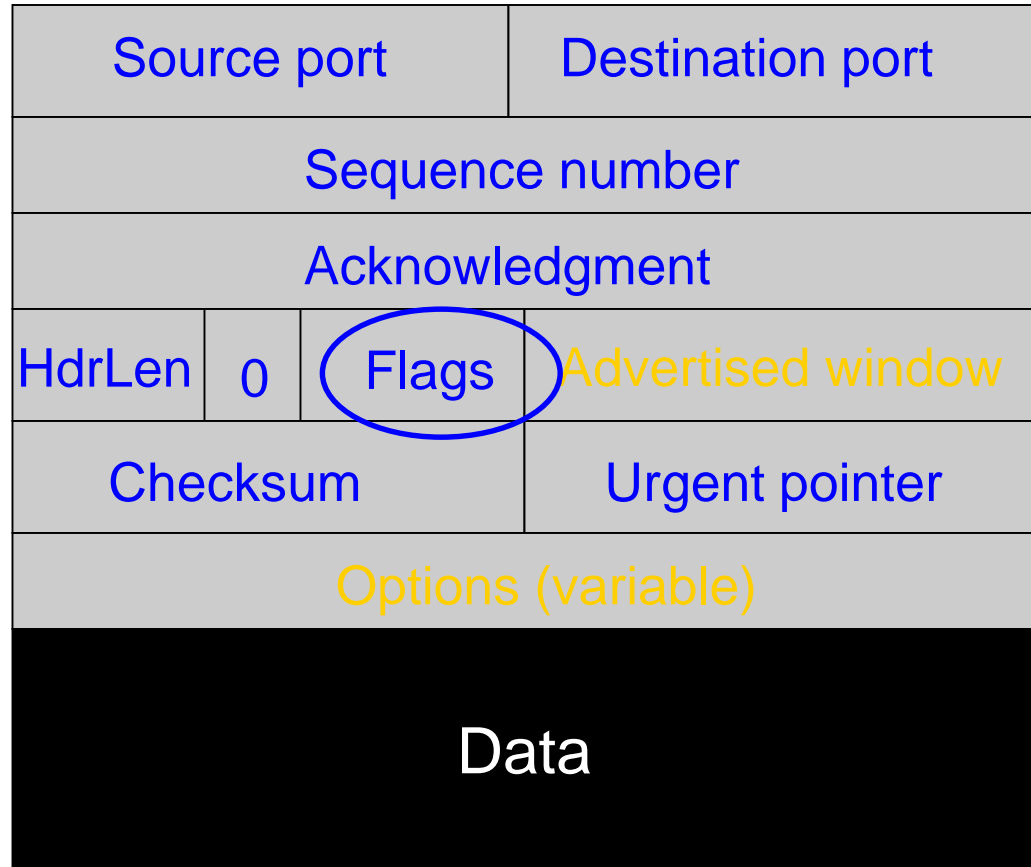 Source port Destination port
Sequence number
Acknowledgment
HdrLen 0 Flags Advertised window
Checksum Urgent pointer
Options (variable)
Data